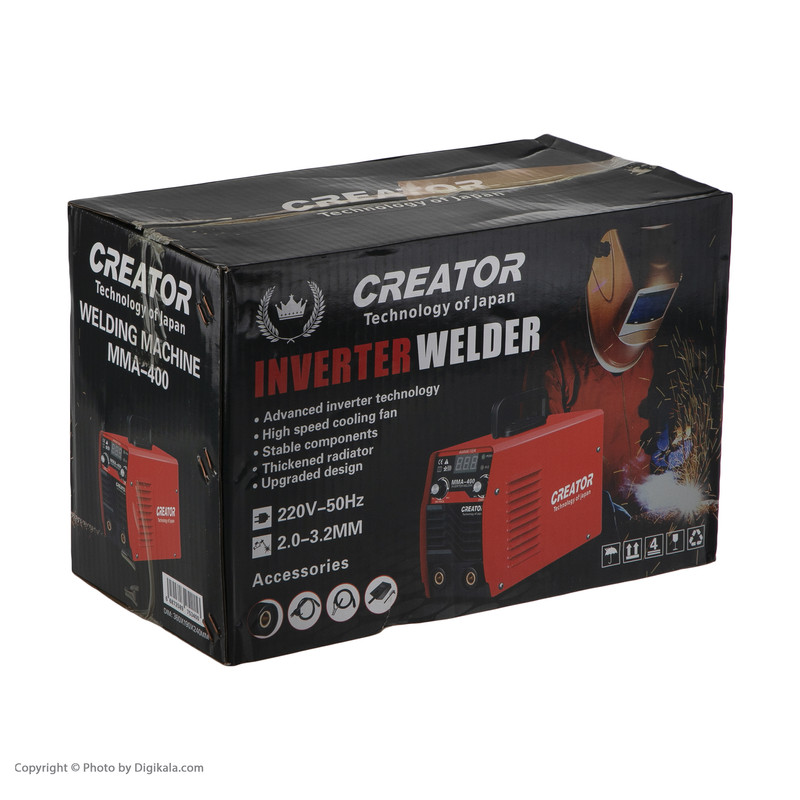 CREATOR
Technology of Japan
CREATOR
Technology of Japan
WELDING MACHINE
MMA-400
CREATOR
Technology of Japan
INVERTER WELDER
• Advanced inverter technology
• High speed cooling fan
• Stable components
• Thickened radiator
• Upgraded design
220V-50Hz
2.0-3.2MM
Accessories
MMA-400
CREATOR
CREATOR
Technology of Japan
4
Copyright © Photo by Digikala.com